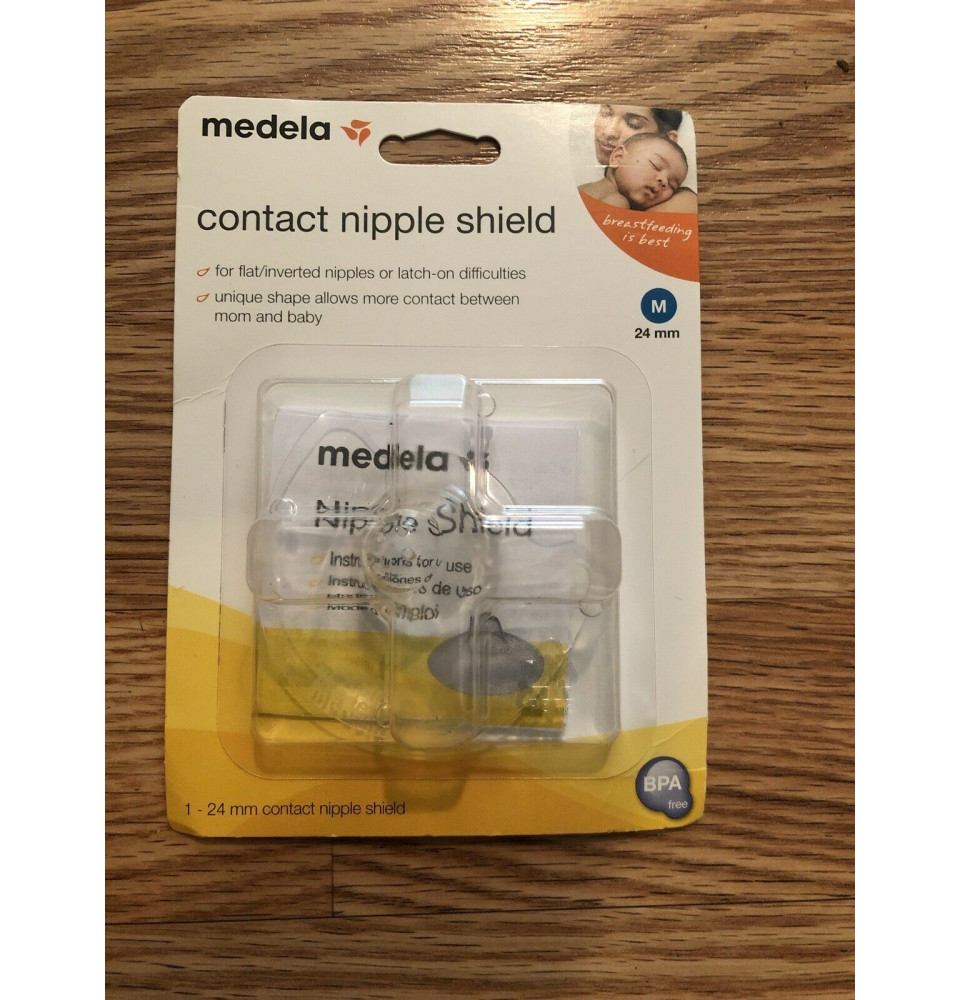 medela
contact nipple shield
breastfeeding
is best
for flat/inverted nipples or latch-on difficulties
unique shape allows more contact between
mom and baby
M
24 mm
medela
Nipple Shield
Instructions for use
de uso
BPA
free
1 - 24 mm contact nipple shield